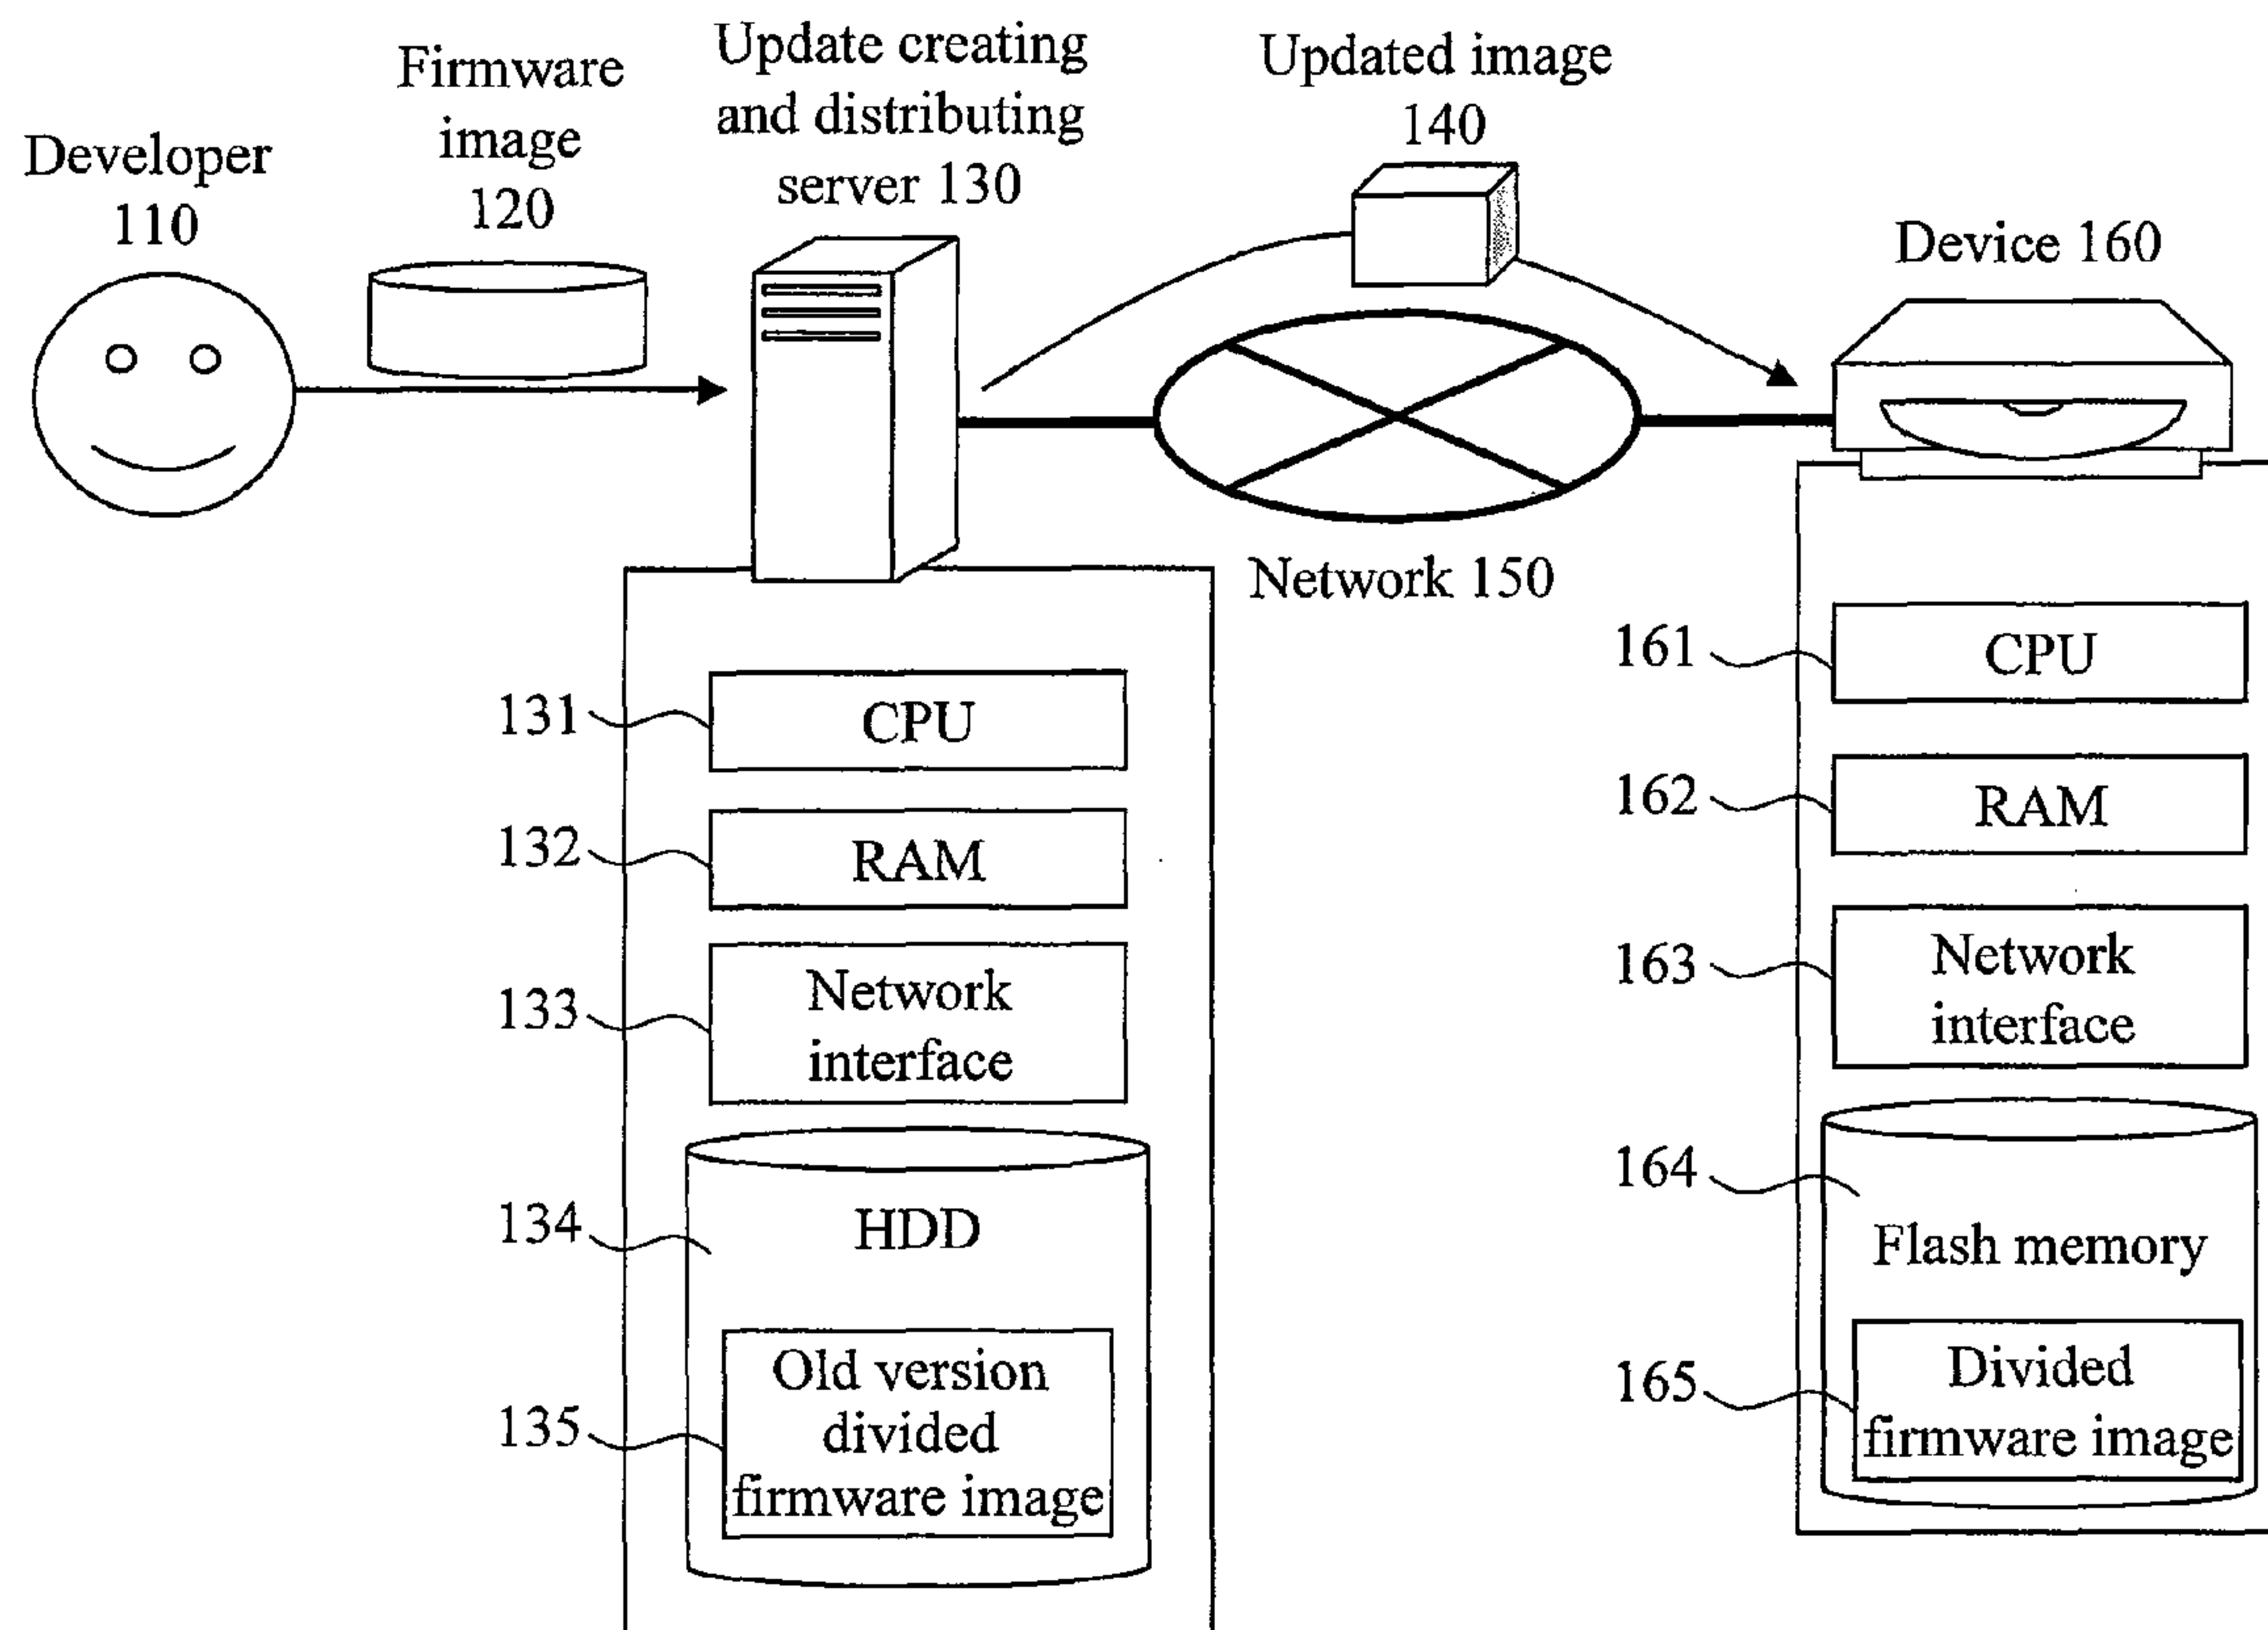 Developer
110
Firmware
image
120
Update creating
and distributing
server 130
Updated image
140
Device 160
Network 150
131
CPU
132
RAM
133
Network
interface
134
HDD
135
Old version
divided
firmware image
161
CPU
162
RAM
163
Network
interface
164
Flash memory
165
Divided
firmware image